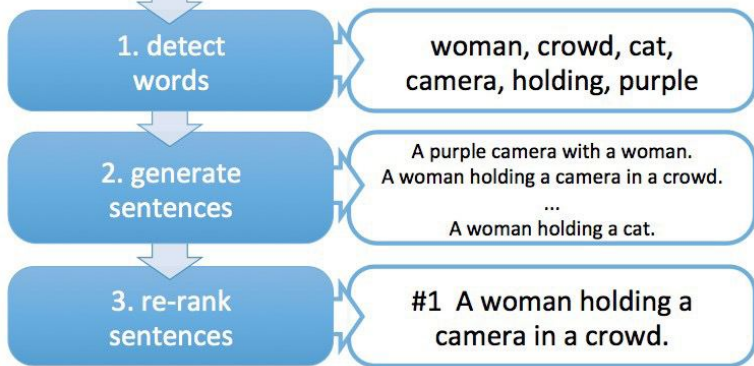 1. detect
words
woman, crowd, cat,
camera, holding, purple
2. generate
sentences
A purple camera with a woman.
A woman holding a camera in a crowd.
...
A woman holding a cat.
3. re-rank
sentences
#1 A woman holding a
camera in a crowd.